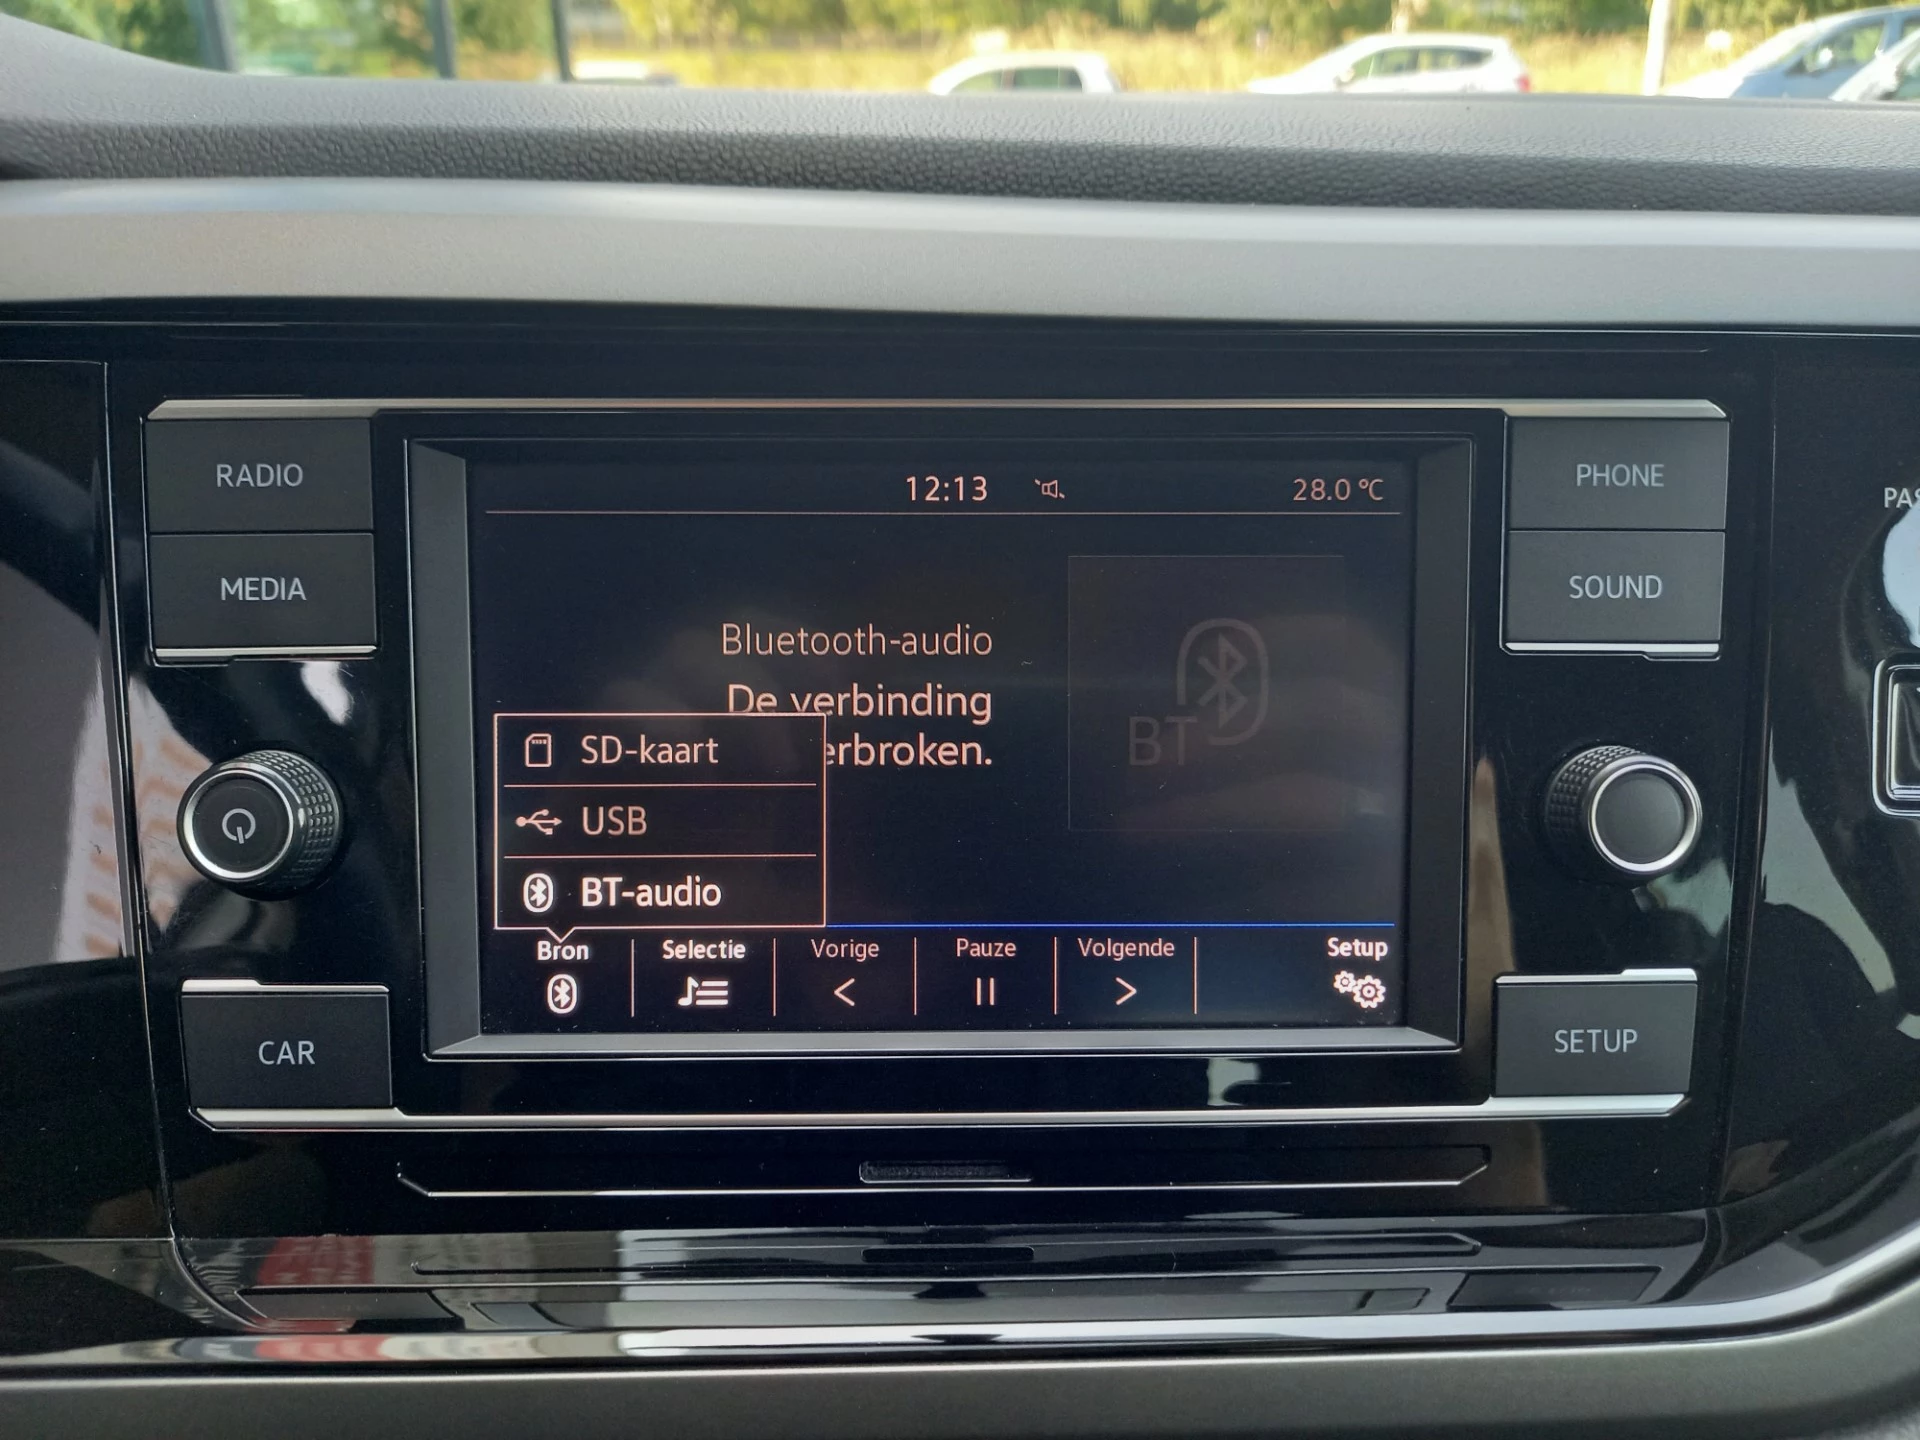 RADIO
MEDIA
CAR
12:13
28.0 °C
Bluetooth-audio
De verbinding
erbroken.
BT
SD-kaart
USB
BT-audio
Bron
Selectie
Vorige
Pauze
Volgende
Setup
PHONE
SOUND
SETUP
PAS